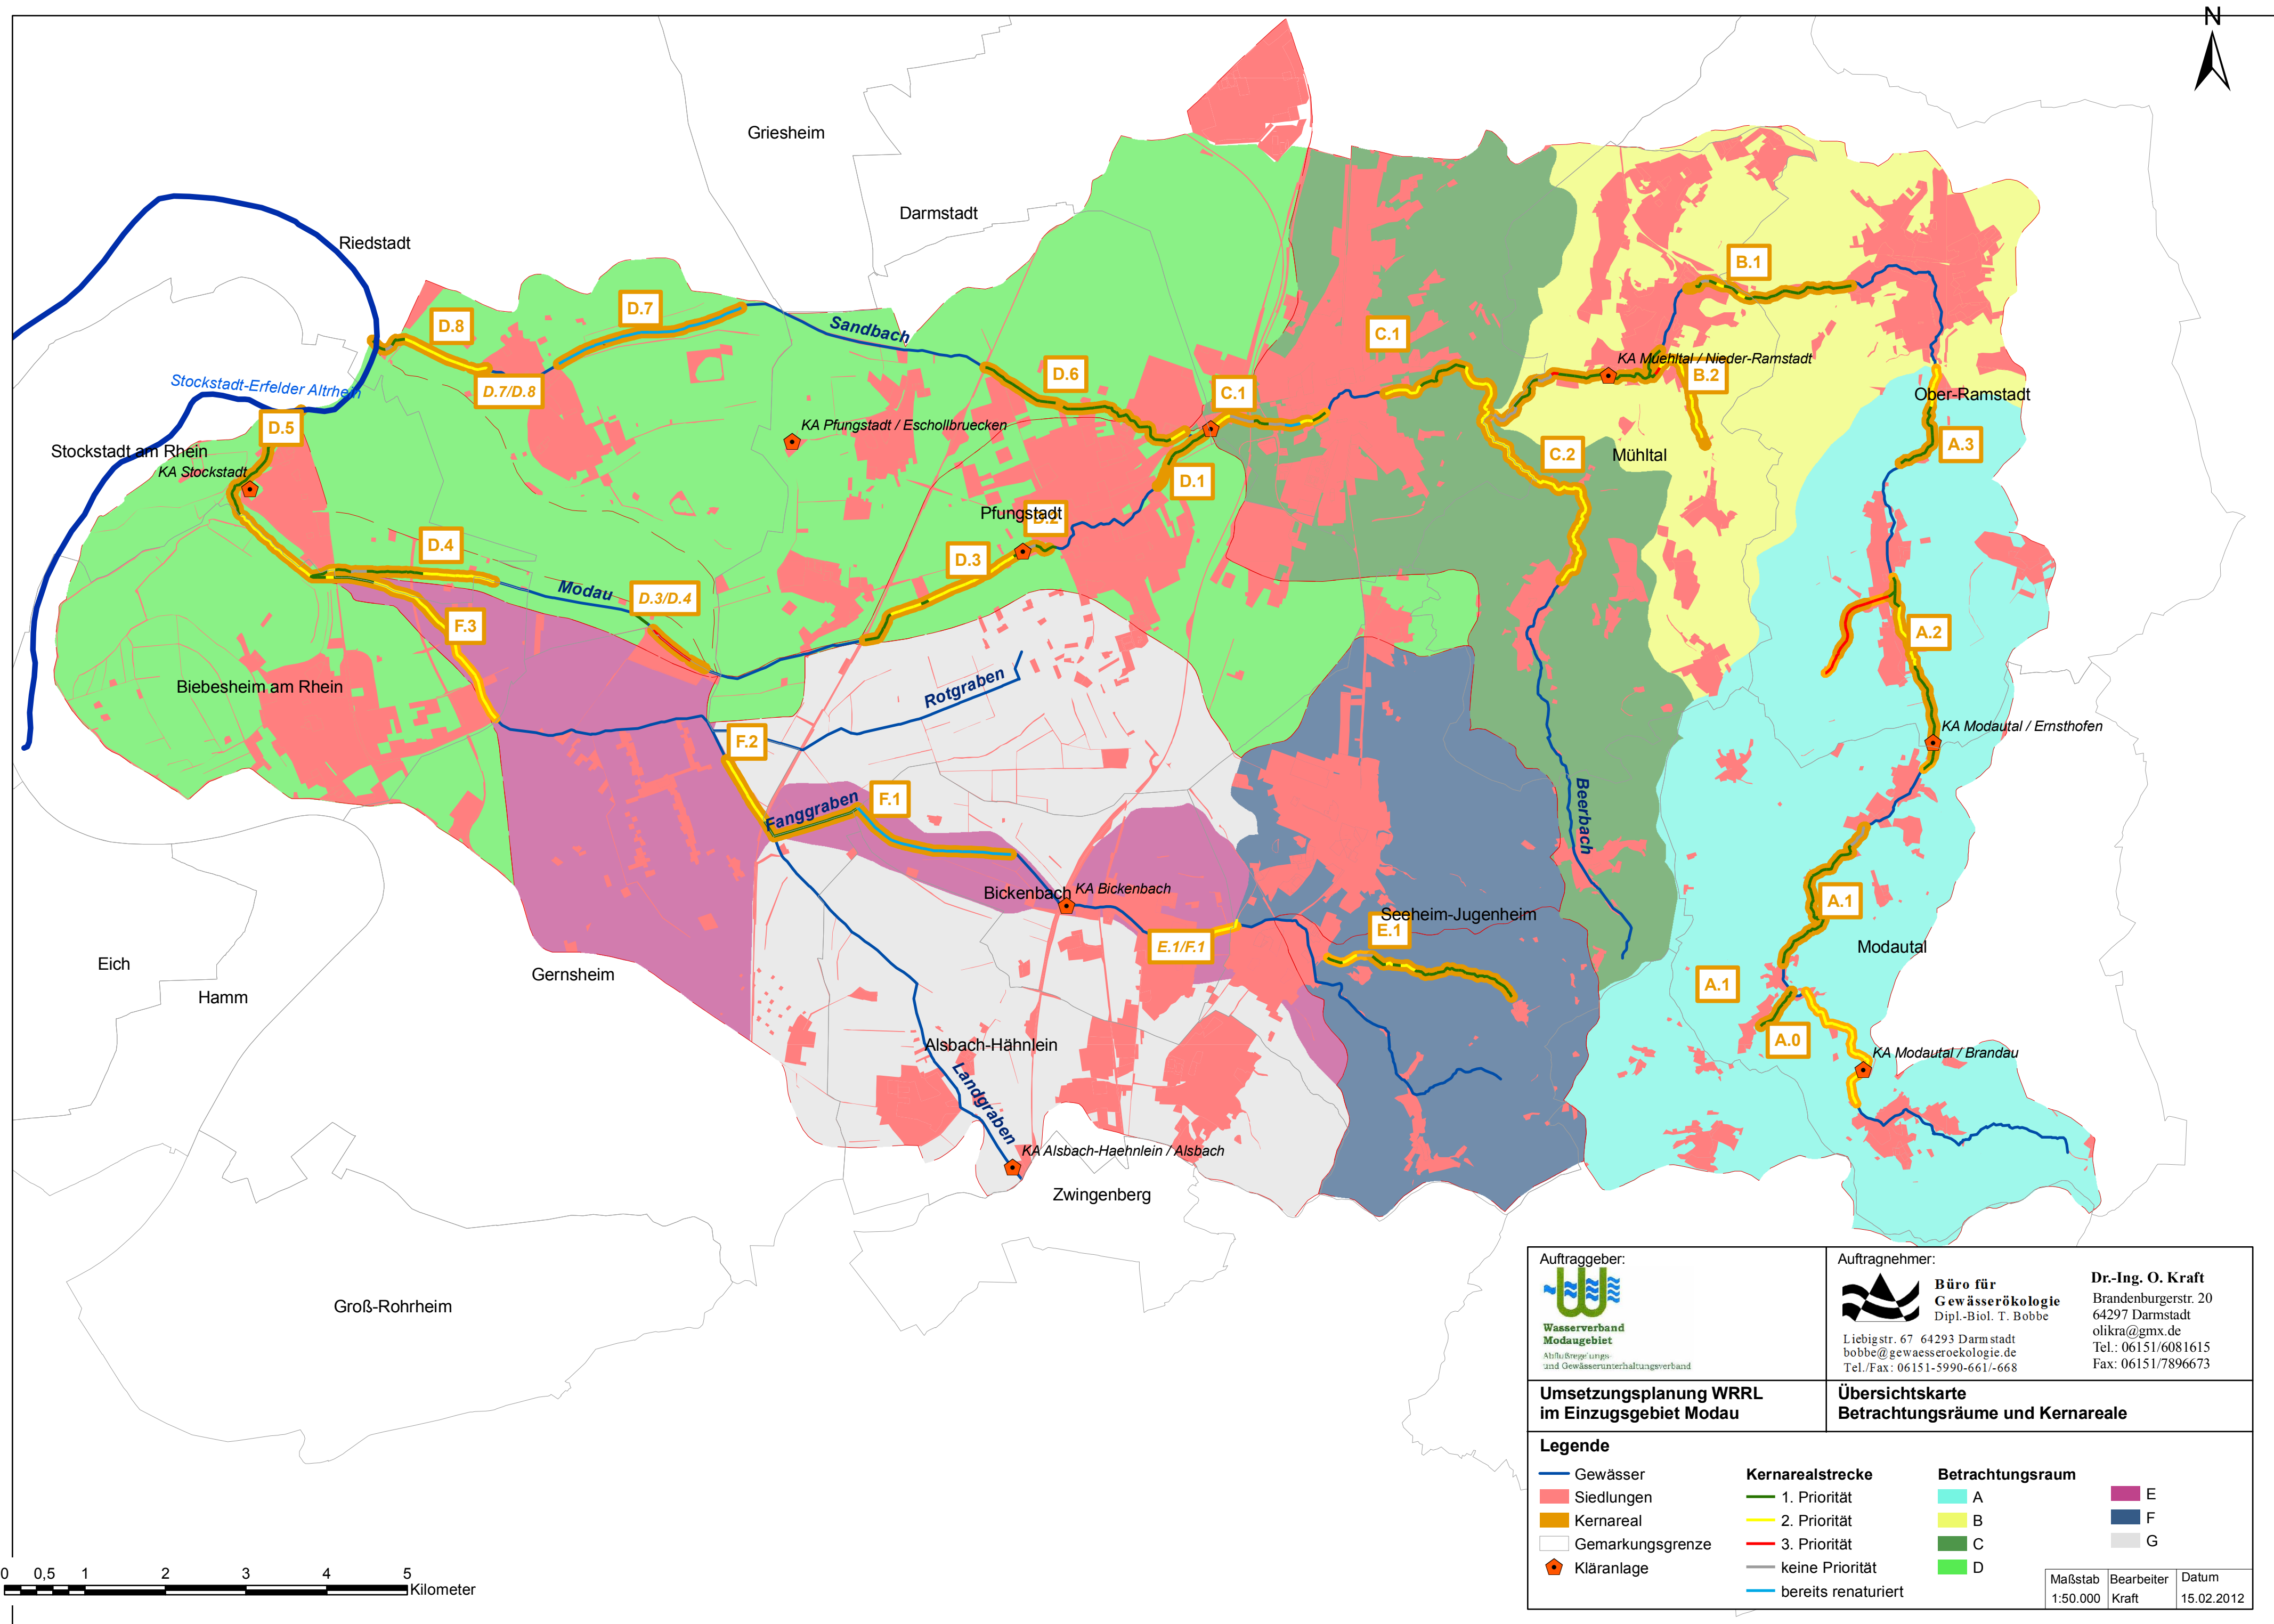 N
Griesheim
Darmstadt
Riedstadt
B.1
D.8
D.7
Sandbach
C.1
KA Muehltal / Nieder-Ramstadt
D.6
B.2
Stockstadt-Erfelder Altrhein
D.7/D.8
C.1
Ober-Ramstadt
D.5
KA Pfungstadt / Eschollbruecken
A.3
Stockstadt am Rhein
C.2
Mühltal
KA Stockstadt
D.1
Pfungstadt
D.2
D.4
D.3
Modau
D.3/D.4
F.3
A.2
Biebesheim am Rhein
Rotgraben
KA Modautal / Ernsthofen
F.2
Fanggraben
F.1
Beerbach
Bickenbach
KA Bickenbach
A.1
Seeheim-Jugenheim
E.1
E.1/F.1
Modautal
Eich
Gernsheim
A.1
Hamm
Alsbach-Hähnlein
A.0
KA Modautal / Brandau
Landgraben
KA Alsbach-Haehnlein / Alsbach
Zwingenberg
Groß-Rohrheim
Auftraggeber:
Wasserverband
Modaugebiet
Abflußregelungs-
und Gewässerunterhaltungsverband
Auftragnehmer:
Büro für
Gewässerökologie
Dipl.-Biol. T. Bobbe
Liebigstr. 67 64293 Darmstadt
bobbe@gewaesseroekologie.de
Tel./Fax: 06151-5990-661/-668
Dr.-Ing. O. Kraft
Brandenburgerstr. 20
64297 Darmstadt
olikra@gmx.de
Tel.: 06151/6081615
Fax: 06151/7896673
Umsetzungsplanung WRRL
im Einzugsgebiet Modau
Übersichtskarte
Betrachtungsräume und Kernareale
Legende
Gewässer
Siedlungen
Kernareal
Gemarkungsgrenze
Kläranlage
Kernarealstrecke
1. Priorität
2. Priorität
3. Priorität
keine Priorität
bereits renaturiert
Betrachtungsraum
A
B
C
D
E
F
G
Maßstab Bearbeiter Datum
1:50.000 Kraft 15.02.2012
0 0,5 1 2 3 4 5
Kilometer